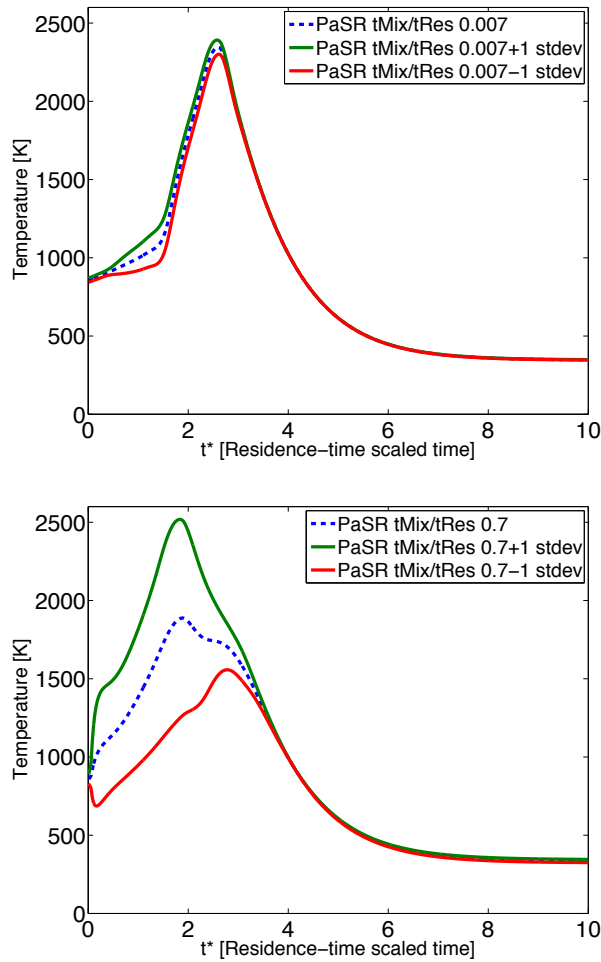 PaSR tMix/tRes 0.007
PaSR tMix/tRes 0.007+1 stdev
PaSR tMix/tRes 0.007−1 stdev
2500
2000
1500
1000
500
0
Temperature [K]
0 2 4 6 8 10
t* [Residence−time scaled time]
PaSR tMix/tRes 0.7
PaSR tMix/tRes 0.7+1 stdev
PaSR tMix/tRes 0.7−1 stdev
2500
2000
1500
1000
500
0
Temperature [K]
0 2 4 6 8 10
t* [Residence−time scaled time]